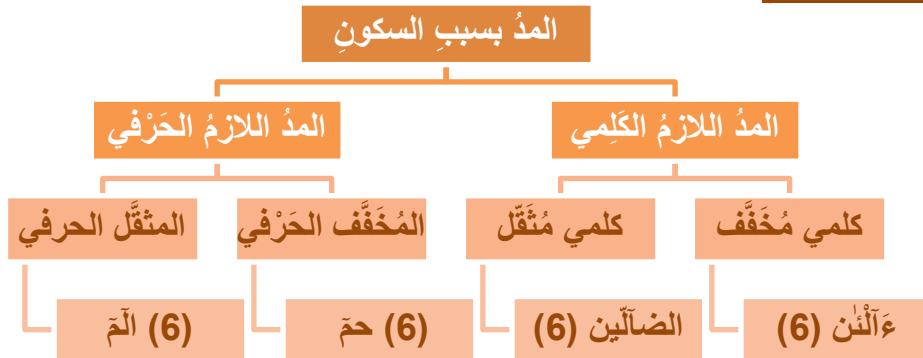 المدُ بسببِ السكونِ
المدُ اللازمُ الكَلِمي
المدُ اللازمُ الحَرْفي
كلمي مُخَفَّف
كلمي مُثَقّل
المُخَفَّف الحَرْفي
المثقَّل الحرفي
ءَآلْـَٰٔن (6)
الضآلّين (6)
حمٓ (6)
الٓمٓ (6)